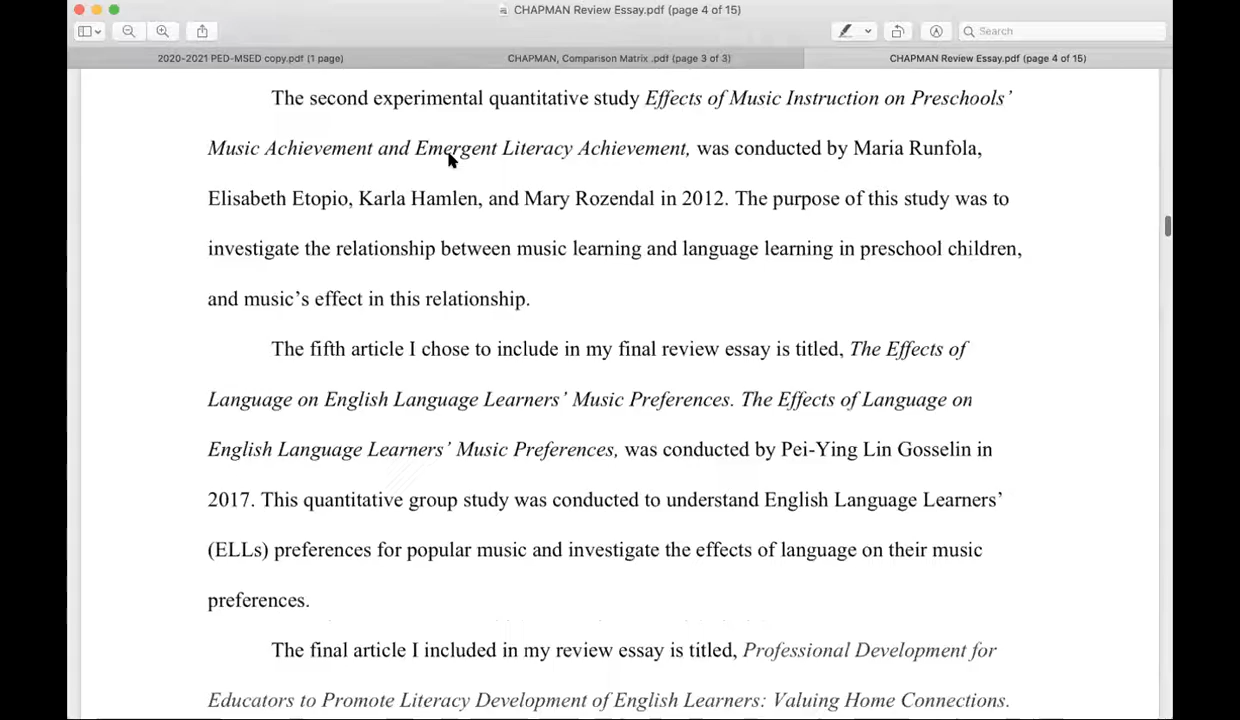 CHAPMAN Review Essay.pdf (page 4 of 15)
Search
2020-2021 PED-MSED copy.pdf (1 page)
CHAPMAN, Comparison Matrix .pdf (page 3 of 3)
CHAPMAN Review Essay.pdf (page 4 of 15)
The second experimental quantitative study Effects of Music Instruction on Preschools’
Music Achievement and Emergent Literacy Achievement, was conducted by Maria Runfola,
Elisabeth Etopio, Karla Hamlen, and Mary Rozendal in 2012. The purpose of this study was to
investigate the relationship between music learning and language learning in preschool children,
and music’s effect in this relationship.
The fifth article I chose to include in my final review essay is titled, The Effects of
Language on English Language Learners’ Music Preferences. The Effects of Language on
English Language Learners’ Music Preferences, was conducted by Pei-Ying Lin Gosselin in
2017. This quantitative group study was conducted to understand English Language Learners’
(ELLs) preferences for popular music and investigate the effects of language on their music
preferences.
The final article I included in my review essay is titled, Professional Development for
Educators to Promote Literacy Development of English Learners: Valuing Home Connections.